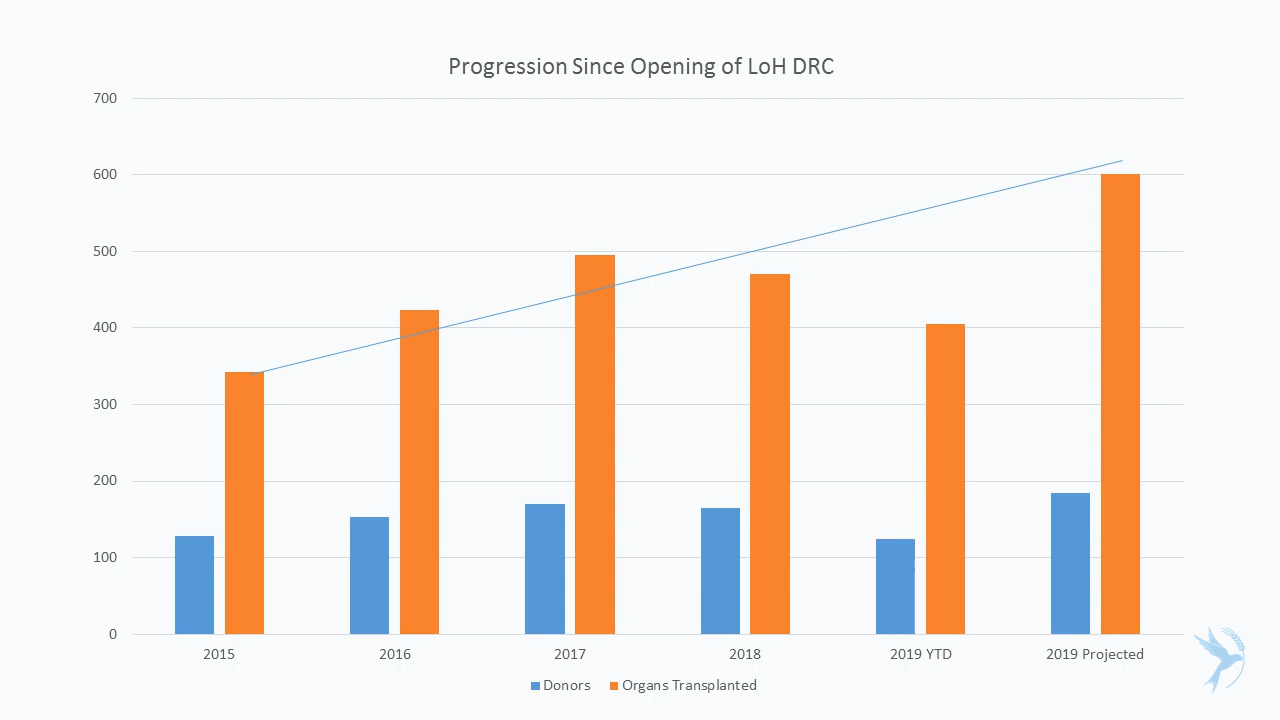 Progression Since Opening of LoH DRC
700
600
500
400
300
200
100
0
2015 2016 2017 2018 2019 YTD 2019 Projected
Donors Organs Transplanted